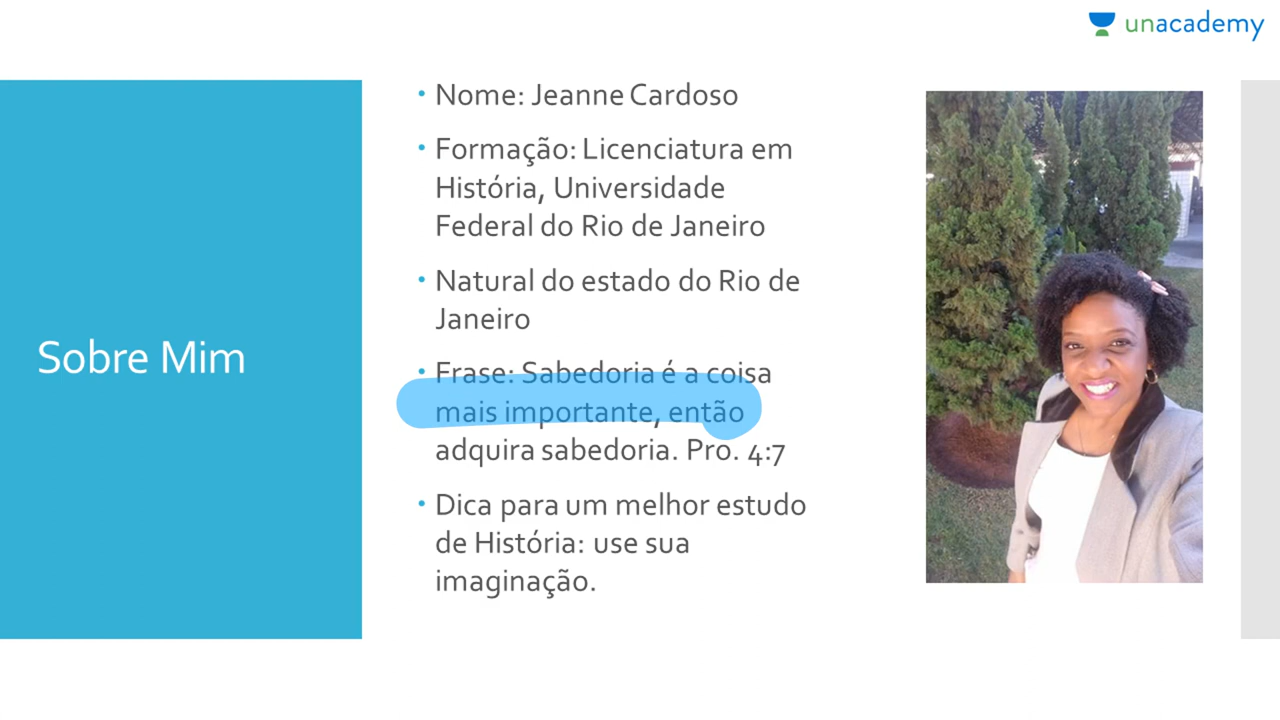 unacademy
Sobre Mim
• Nome: Jeanne Cardoso
• Formação: Licenciatura em
História, Universidade
Federal do Rio de Janeiro
• Natural do estado do Rio de
Janeiro
• Frase: Sabedoria é a coisa
mais importante, então
adquira sabedoria. Pro. 4:7
• Dica para um melhor estudo
de História: use sua
imaginação.